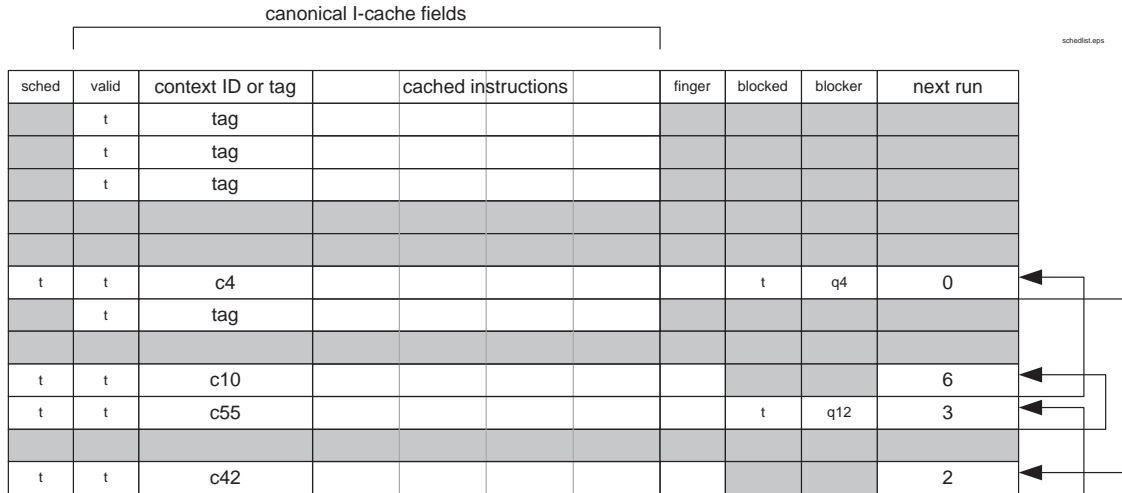 canonical I-cache fields
schedlist.eps
sched valid context ID or tag cached instructions finger blocked blocker next run
t tag
t tag
t tag
t t c4 t q4 0
t tag
t t c10 6
t t c55 t q12 3
t t c42 2